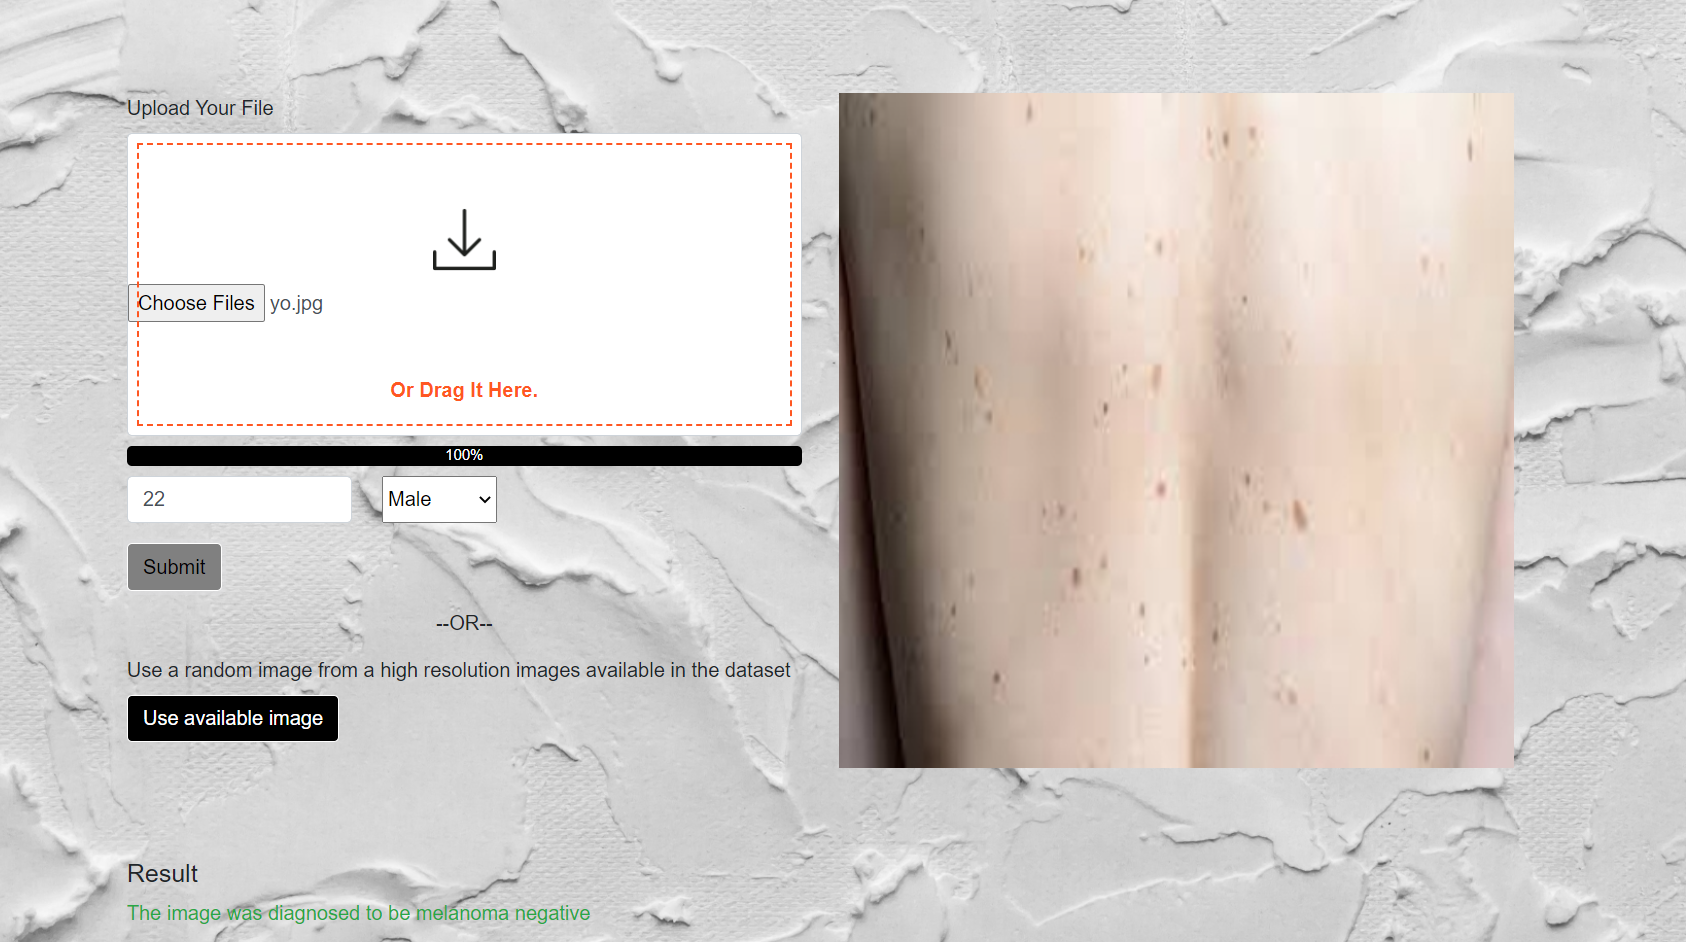 Upload Your File
Choose Files yo.jpg
Or Drag It Here.
100%
22
Male
Submit
--OR--
Use a random image from a high resolution images available in the dataset
Use available image
Result
The image was diagnosed to be melanoma negative